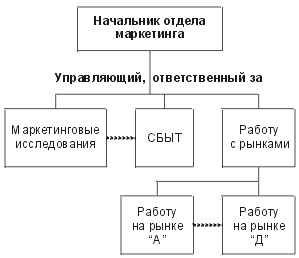 Начальник отдела
маркетинга
Управляющий, ответственный за
Маркетинговые
исследования
СБЫТ
Работу
с рынками
Работу
на рынке
“А”
Работу
на рынке
“Д”